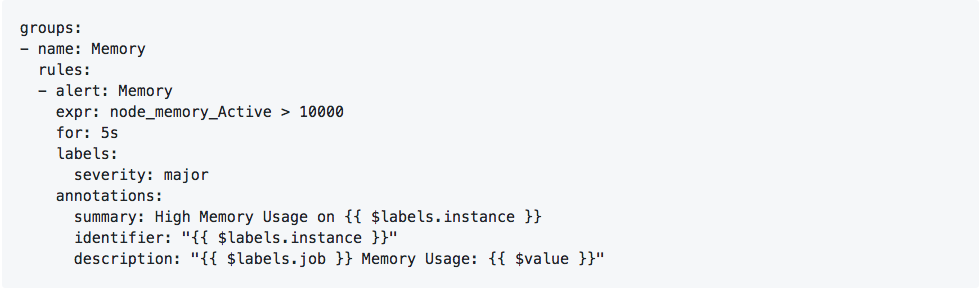 groups:
- name: Memory
  rules:
  - alert: Memory
    expr: node_memory_Active > 10000
    for: 5s
    labels:
      severity: major
    annotations:
      summary: High Memory Usage on {{ $labels.instance }}
      identifier: "{{ $labels.instance }}"
      description: "{{ $labels.job }} Memory Usage: {{ $value }}"